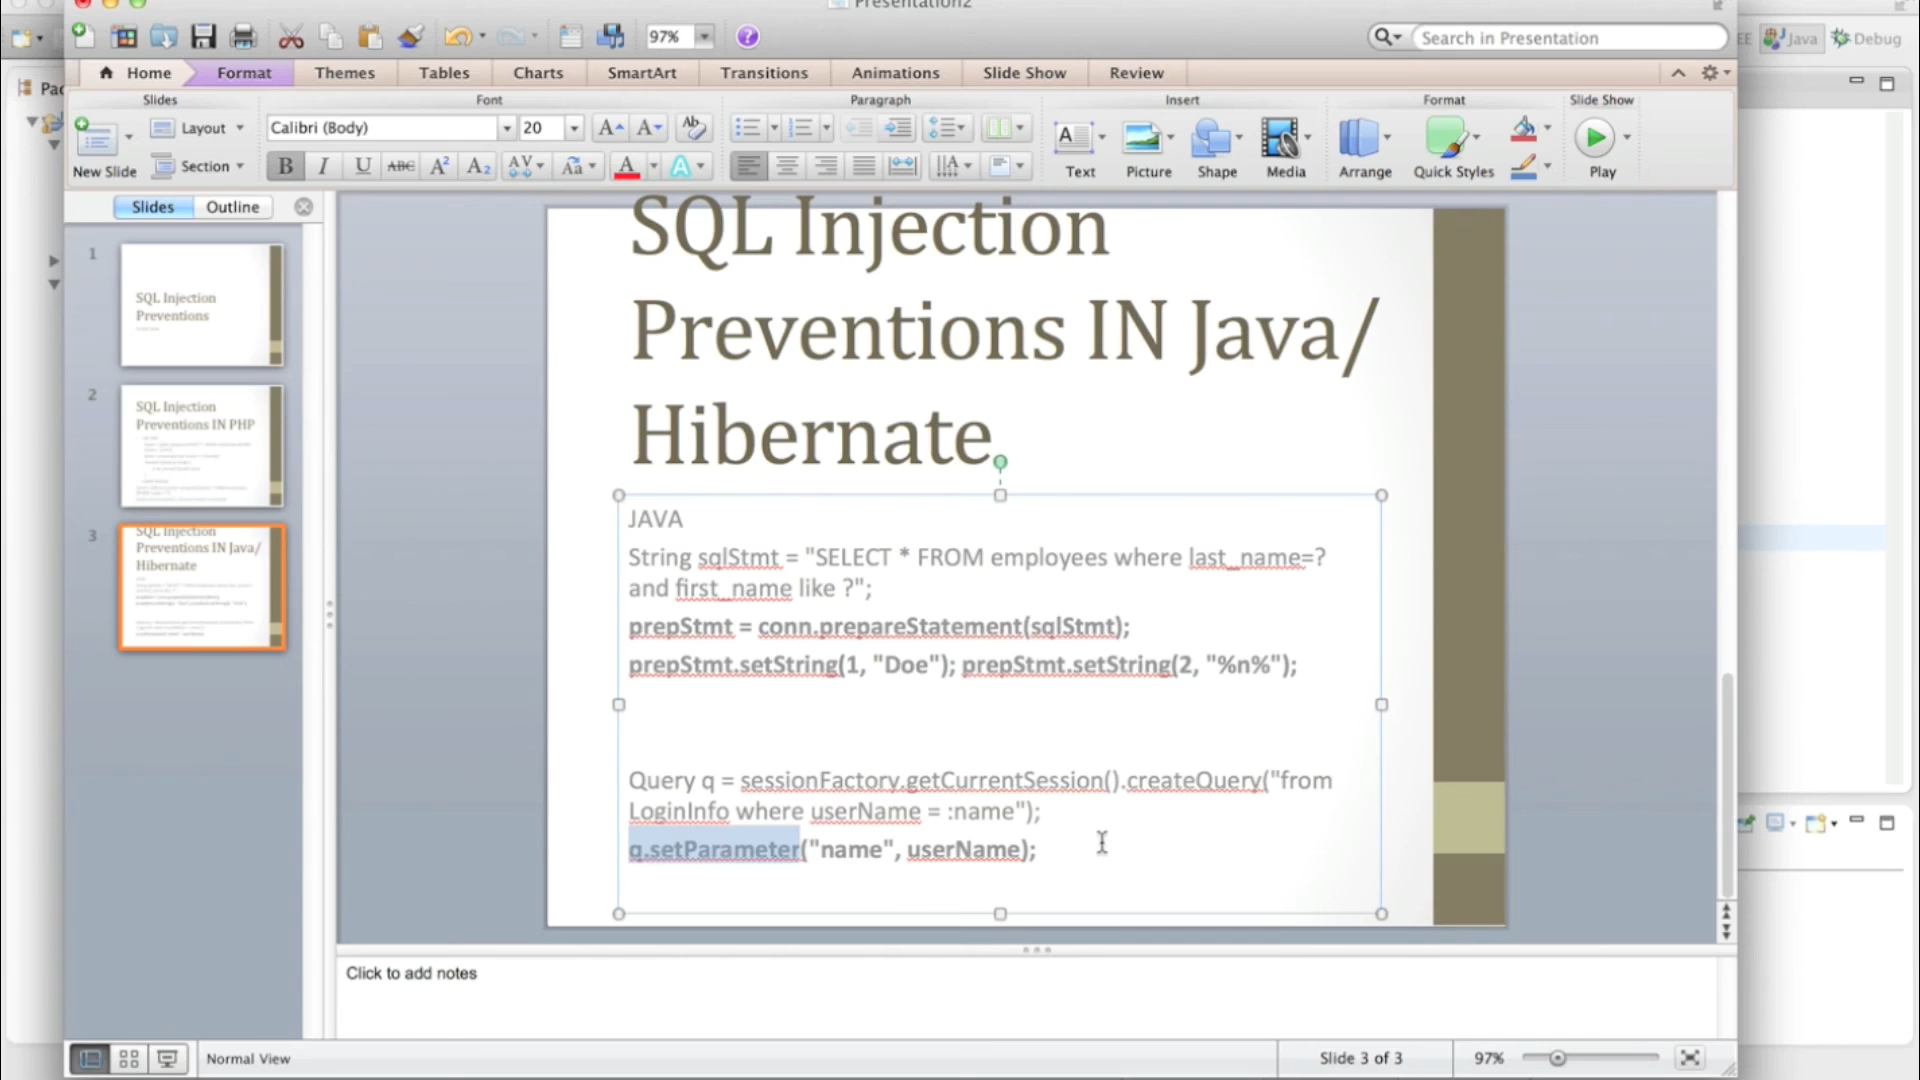 Presentation2
97%
Search in Presentation
EE
Java
Debug
Home
Format
Themes
Tables
Charts
SmartArt
Transitions
Animations
Slide Show
Review
Slides
Font
Paragraph
Insert
Format
Slide Show
New Slide
Layout
Section
Calibri (Body)
20
Text
Picture
Shape
Media
Arrange
Quick Styles
Play
Slides
Outline
1
SQL Injection
Preventions
2
SQL Injection
Preventions IN PHP
3
SQL Injection
Preventions IN Java/
Hibernate
SQL Injection
Preventions IN Java/
Hibernate
JAVA
String sqlStmt = "SELECT * FROM employees where last_name=?
and first_name like ?";
prepStmt = conn.prepareStatement(sqlStmt);
prepStmt.setString(1, "Doe"); prepStmt.setString(2, "%n%");
Query q = sessionFactory.getCurrentSession().createQuery("from
LoginInfo where userName = :name");
q.setParameter("name", userName);
Click to add notes
Normal View
Slide 3 of 3
97%